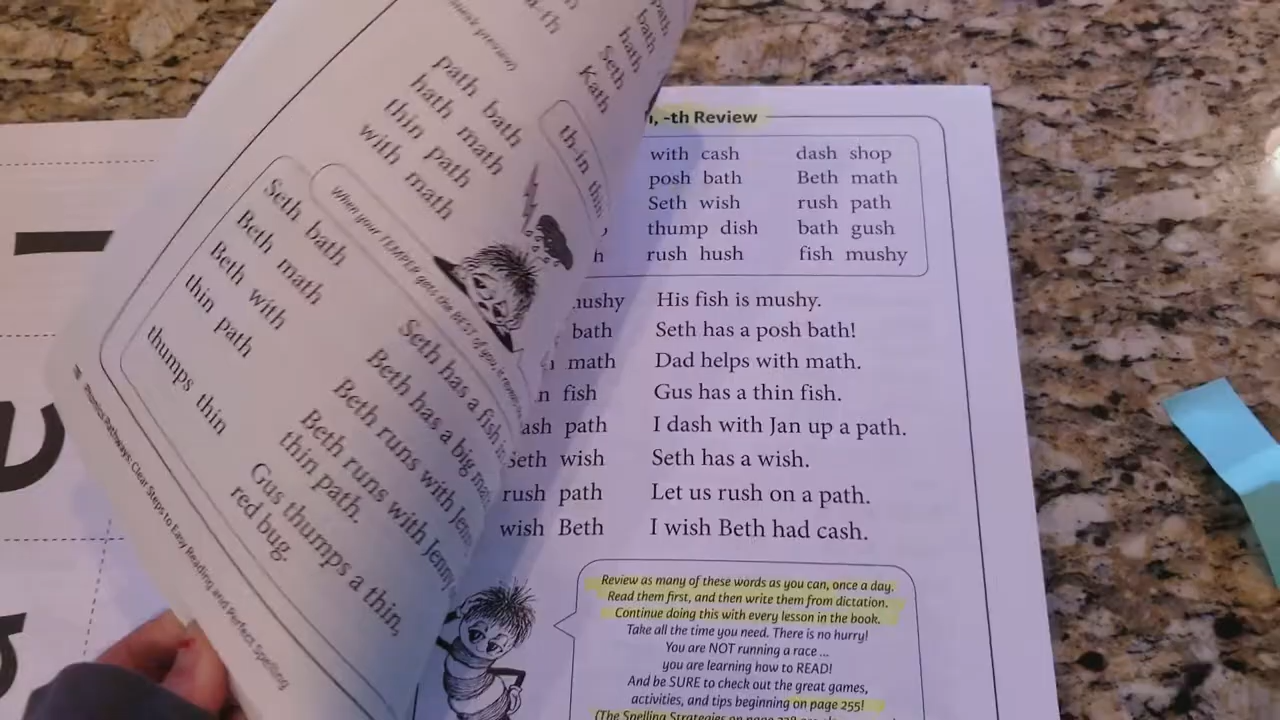 path
bath
hath
Seth
Kath
path bath
hath math
thin path
with math
th-in thin
When your TEMPER gets the BEST of you, it
Seth bath
Beth math
Beth with
thin path
thumps thin
Seth has a fish
Beth has a big
Beth runs with
Beth runs with Jenny
thin path.
Gus thumps a thin,
red bug.
Phonics Pathways: Clear Steps to Easy Reading and Perfect Spelling
-th Review
with cash dash shop
posh bath Beth math
Seth wish rush path
thump dish bath gush
rush hush fish mushy
His fish is mushy.
bath Seth has a posh bath!
math Dad helps with math.
fish Gus has a thin fish.
path I dash with Jan up a path.
Seth wish Seth has a wish.
rush path Let us rush on a path.
wish Beth I wish Beth had cash.
Review as many of these words as you can, once a day.
Read them first, and then write them from dictation.
Continue doing this with every lesson in the book.
Take all the time you need. There is no hurry!
You are NOT running a race ...
you are learning how to READ!
And be SURE to check out the great games,
activities, and tips beginning on page 255!
(The Spelling Strategies on page